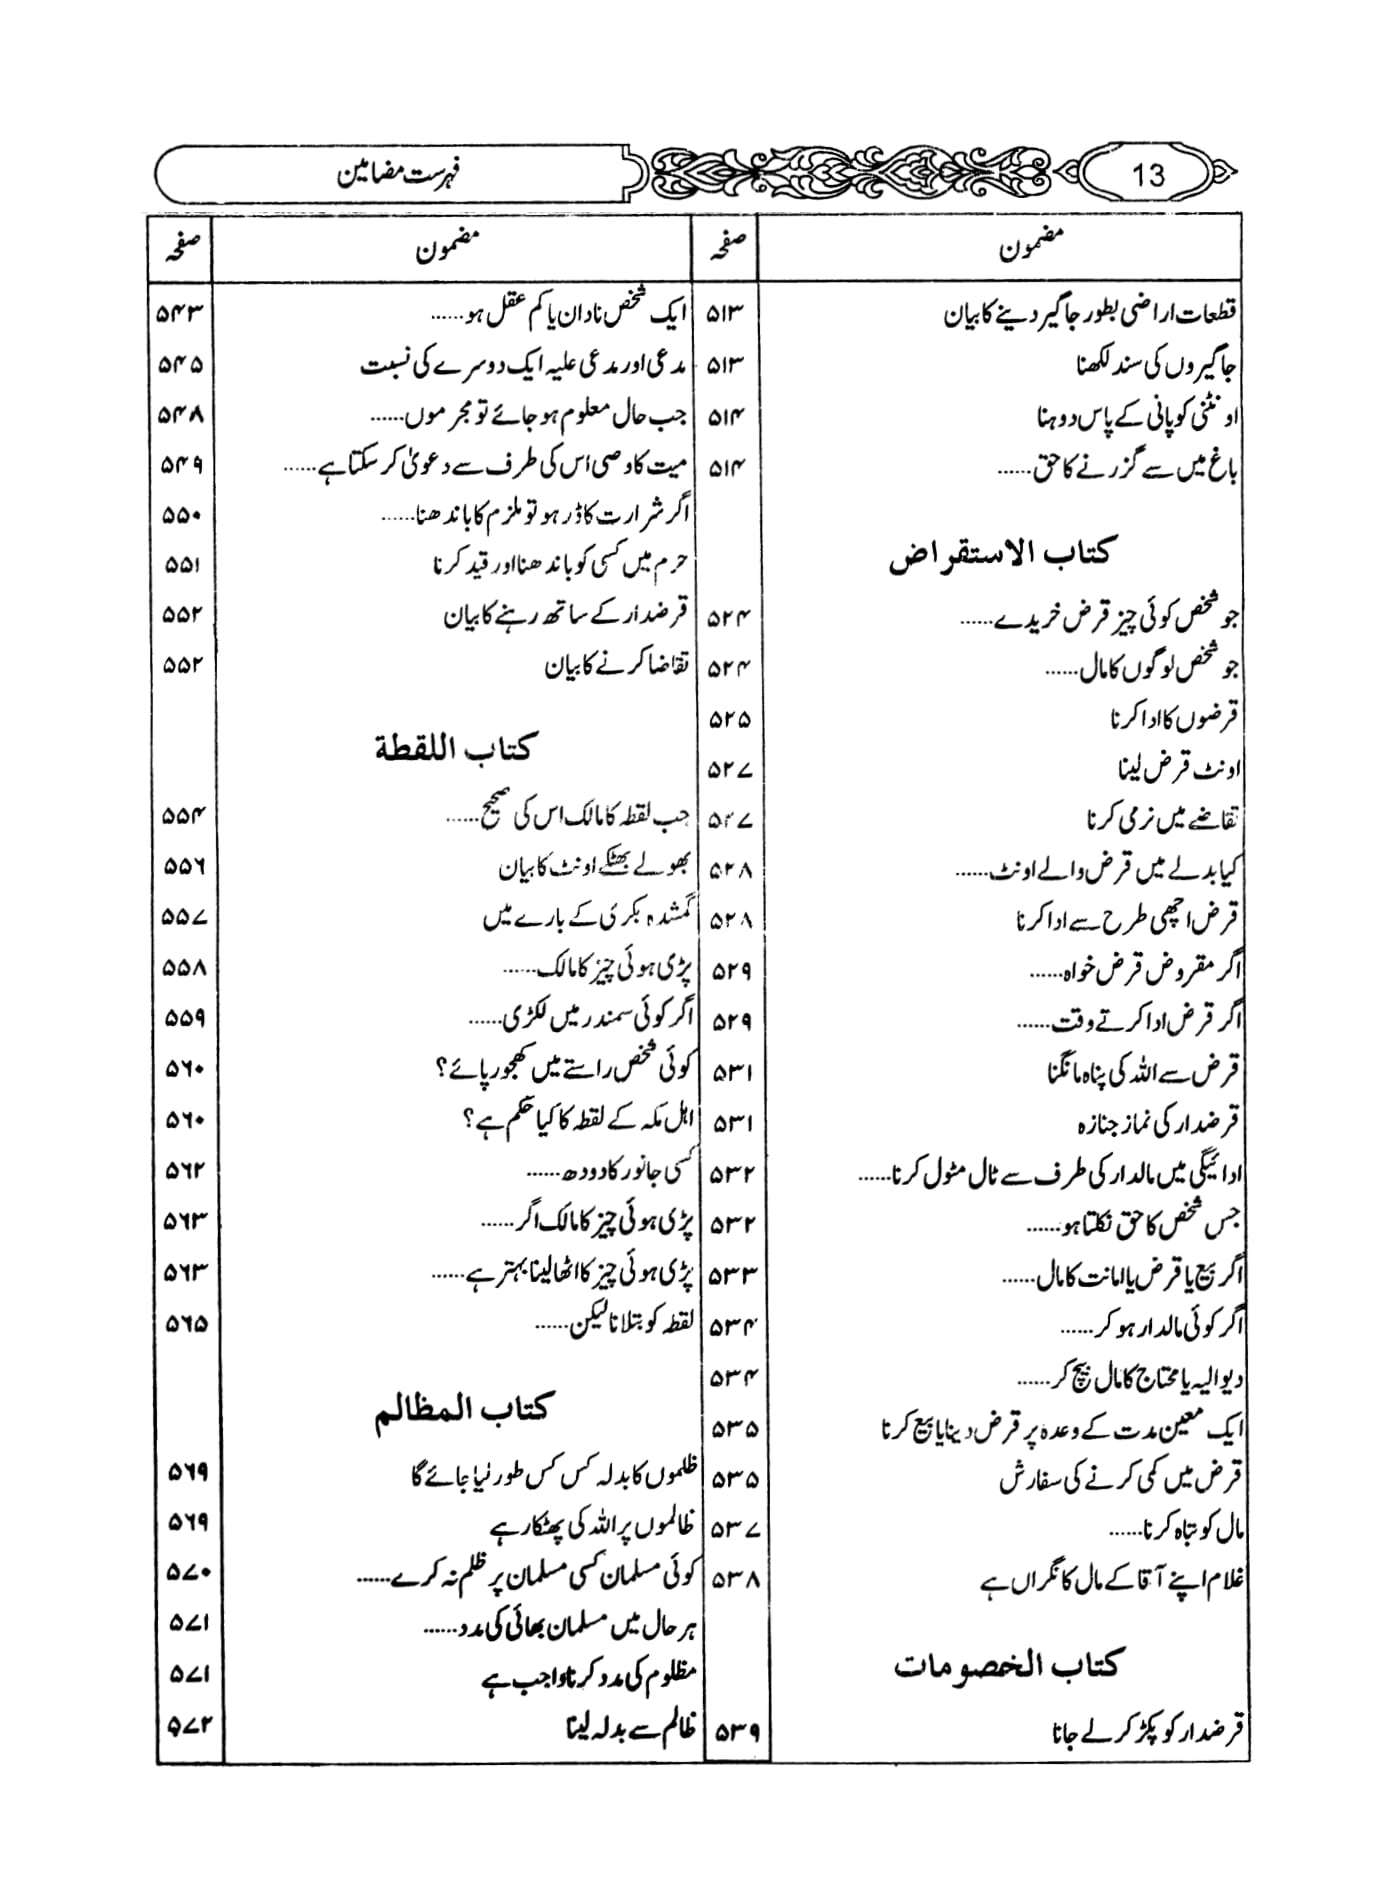 13
فہرست مضامین
مضمون صفحہ
قطعات اراضی بطور جاگیر دینے کا بیان ۵۱۳
جاگیروں کی سند لکھنا ۵۱۳
اونٹنی کو پانی کے پاس دوہنا ۵۱۴
باغ میں سے گزرنے کا حق...... ۵۱۴
کتاب الاستقراض
جو شخص کوئی چیز قرض خریدے...... ۵۲۴
جو شخص لوگوں کا مال...... ۵۲۴
قرضوں کا ادا کرنا ۵۲۵
اونٹ قرض لینا ۵۲۷
تقاضے میں نرمی کرنا ۵۲۷
کیا بدلے میں قرض والے اونٹ...... ۵۲۸
قرض اچھی طرح سے ادا کرنا ۵۲۸
اگر مقروض قرض خواہ...... ۵۲۹
اگر قرض ادا کرتے وقت...... ۵۲۹
قرض سے اللہ کی پناہ مانگنا ۵۳۱
قرضدار کی نماز جنازہ ۵۳۱
ادائیگی میں مالدار کی طرف سے ٹال مٹول کرنا...... ۵۳۲
جس شخص کا حق نکلتا ہو...... ۵۳۲
اگر بیع یا قرض یا امانت کا مال...... ۵۳۳
اگر کوئی مالدار ہو کر...... ۵۳۴
دیوالیہ یا محتاج کا مال بیچ کر...... ۵۳۴
ایک معین مدت کے وعدہ پر قرض دینا یا بیع کرنا ۵۳۵
قرض میں کمی کرنے کی سفارش ۵۳۵
مال کو تباہ کرنا...... ۵۳۷
غلام اپنے آقا کے مال کا نگراں ہے ۵۳۸
کتاب الخصومات
قرضدار کو پکڑ کر لے جانا ۵۳۹
مضمون صفحہ
ایک شخص نادان یا کم عقل ہو...... ۵۴۳
مدعی اور مدعی علیہ ایک دوسرے کی نسبت ۵۴۵
جب حال معلوم ہو جائے تو مجرموں...... ۵۴۸
میت کا وصی اس کی طرف سے دعویٰ کر سکتا ہے...... ۵۴۹
اگر شرارت کا ڈر ہو تو ملزم کا باندھنا...... ۵۵۰
حرم میں کسی کو باندھنا اور قید کرنا ۵۵۱
قرضدار کے ساتھ رہنے کا بیان ۵۵۲
تقاضا کرنے کا بیان ۵۵۲
کتاب اللقطة
جب لقطہ کا مالک اس کی صحیح...... ۵۵۴
بھولے بھٹکے اونٹ کا بیان ۵۵۶
گمشدہ بکری کے بارے میں ۵۵۷
پڑی ہوئی چیز کا مالک...... ۵۵۸
اگر کوئی سمندر میں لکڑی...... ۵۵۹
کوئی شخص راستے میں کھجور پائے؟ ۵۶۰
اہل مکہ کے لقطہ کا کیا حکم ہے؟ ۵۶۰
کسی جانور کا دودھ...... ۵۶۲
پڑی ہوئی چیز کا مالک اگر...... ۵۶۳
پڑی ہوئی چیز کا اٹھا لینا بہتر ہے...... ۵۶۳
لقطہ کو بتلانا لیکن...... ۵۶۵
کتاب المظالم
ظلموں کا بدلہ کس کس طور لیا جائے گا ۵۶۹
ظالموں پر اللہ کی پھٹکار ہے ۵۶۹
کوئی مسلمان کسی مسلمان پر ظلم نہ کرے...... ۵۷۰
ہر حال میں مسلمان بھائی کی مدد...... ۵۷۱
مظلوم کی مدد کرنا واجب ہے ۵۷۱
ظالم سے بدلہ لینا ۵۷۲